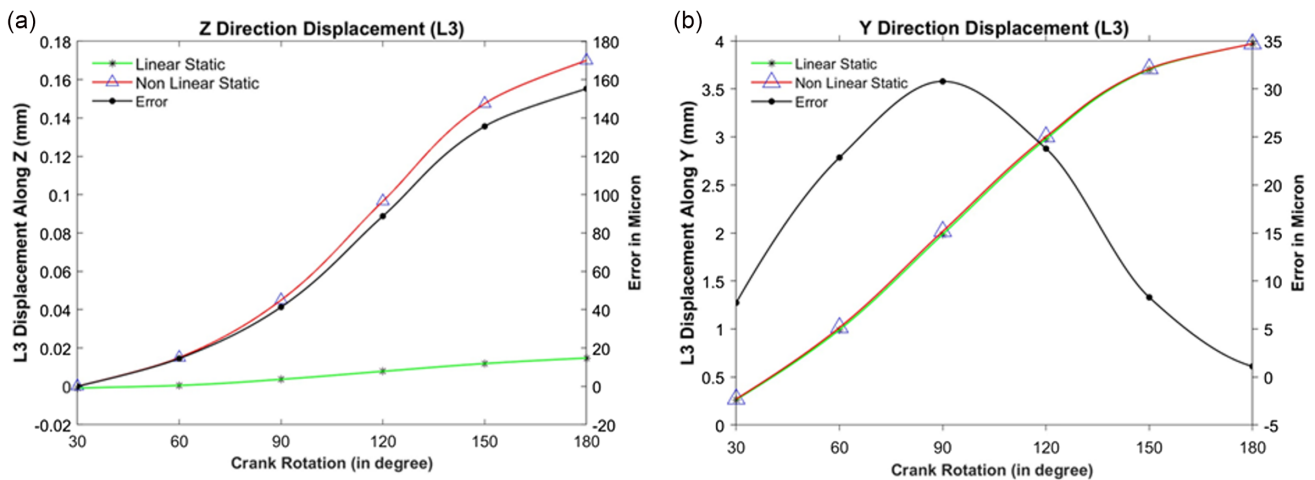 (a)
Z Direction Displacement (L3)
Linear Static
Non Linear Static
Error
0.18
0.16
0.14
0.12
0.1
0.08
0.06
0.04
0.02
0
-0.02
L3 Displacement Along Z (mm)
180
160
140
120
100
80
60
40
20
0
-20
Error in Micron
30 60 90 120 150 180
Crank Rotation (in degree)
(b)
Y Direction Displacement (L3)
Linear Static
Non Linear Static
Error
4
3.5
3
2.5
2
1.5
1
0.5
0
L3 Displacement Along Y (mm)
35
30
25
20
15
10
5
0
-5
Error in Micron
30 60 90 120 150 180
Crank Rotation (in degree)